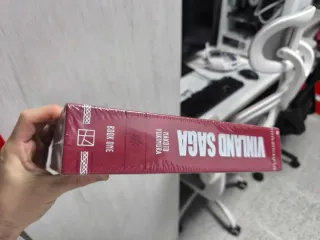 VINLAND SAGA
MAKOTO
YUKIMURA
BOOK ONE